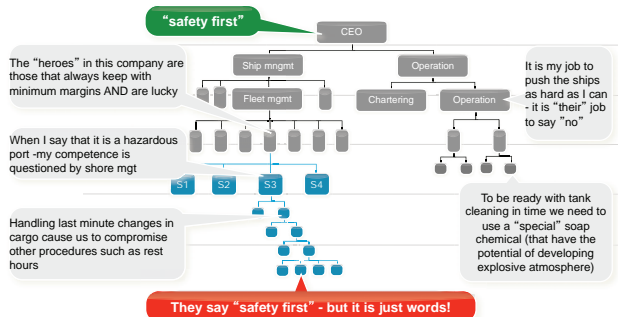 “safety first”
CEO
The “heroes” in this company are
those that always keep with
minimum margins AND are lucky
Ship mngmt
Operation
It is my job to
push the ships
as hard as I can
- it is “their” job
to say “no”
Fleet mgmt
Chartering
Operation
When I say that it is a hazardous
port -my competence is
questioned by shore mgt
S1
S2
S3
S4
To be ready with tank
cleaning in time we need to
use a “special” soap
chemical (that have the
potential of developing
explosive atmosphere)
Handling last minute changes in
cargo cause us to compromise
other procedures such as rest
hours
They say “safety first” - but it is just words!